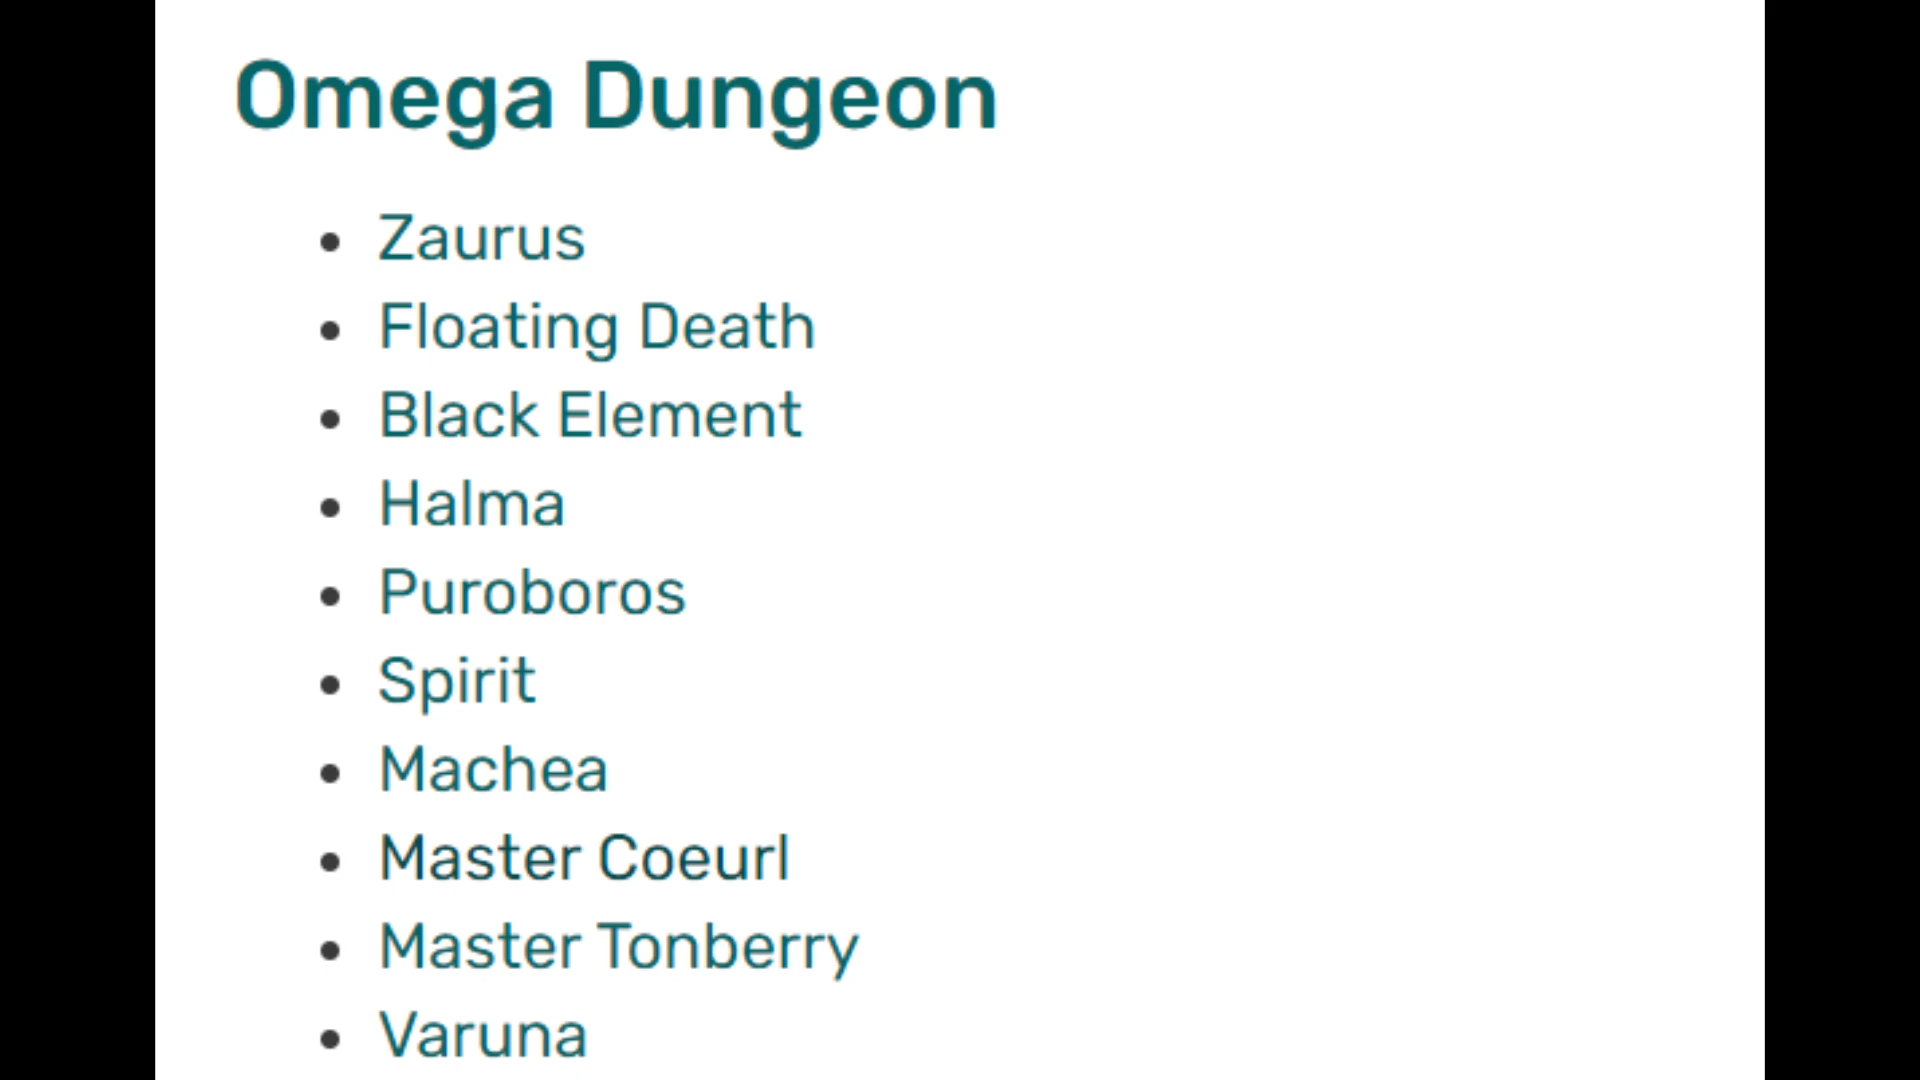 Omega Dungeon
Zaurus
Floating Death
Black Element
Halma
Puroboros
Spirit
Machea
Master Coeurl
Master Tonberry
Varuna